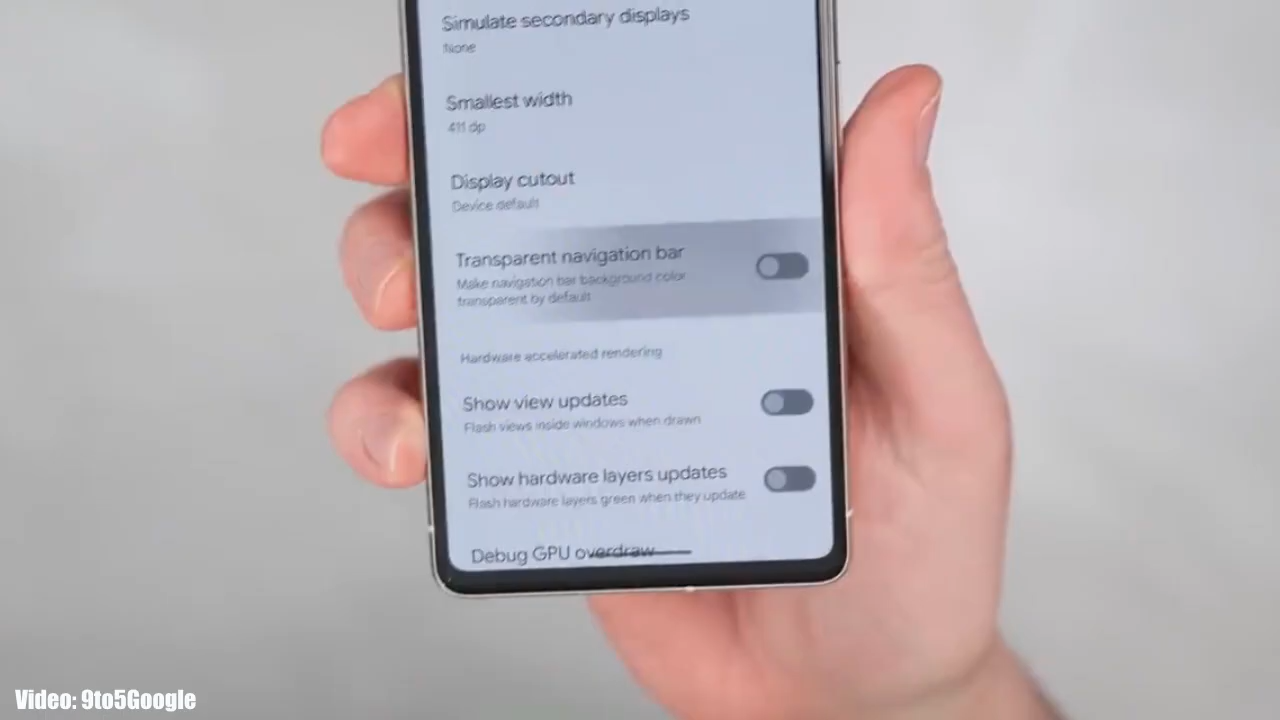 Simulate secondary displays
None
Smallest width
411 dp
Display cutout
Device default
Transparent navigation bar
Make navigation bar background color
transparent by default
Hardware accelerated rendering
Show view updates
Flash views inside windows when drawn
Show hardware layers updates
Flash hardware layers green when they update
Debug GPU overdraw
Video: 9to5Google